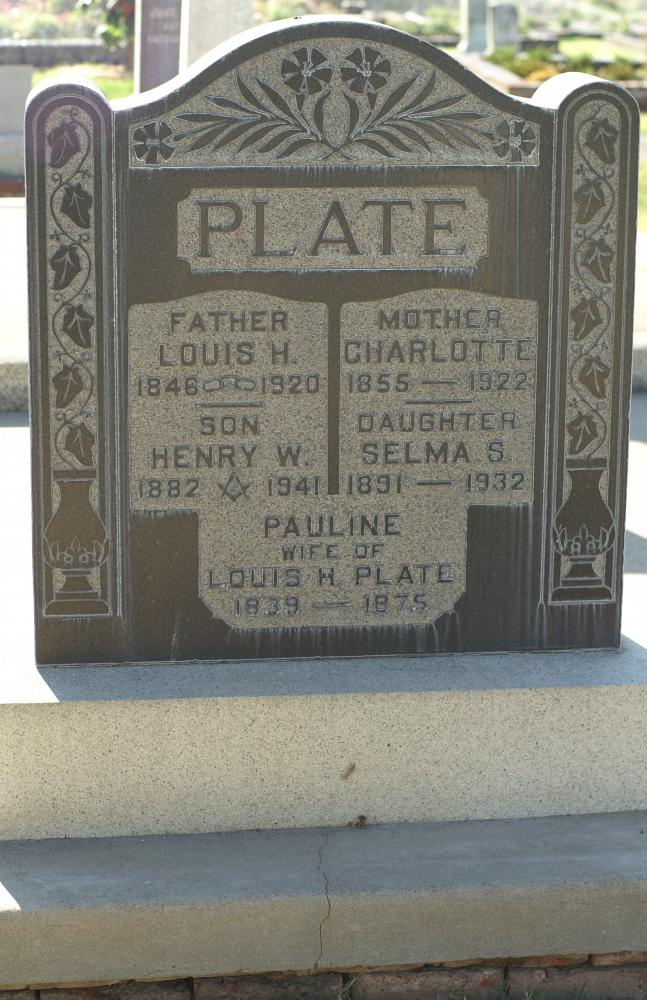 PLATE
FATHER
LOUIS H.
1846 1920
SON
HENRY W.
1882 1941
MOTHER
CHARLOTTE
1855 — 1922
DAUGHTER
SELMA S.
1891 — 1932
PAULINE
WIFE OF
LOUIS H. PLATE
1839 — 1875